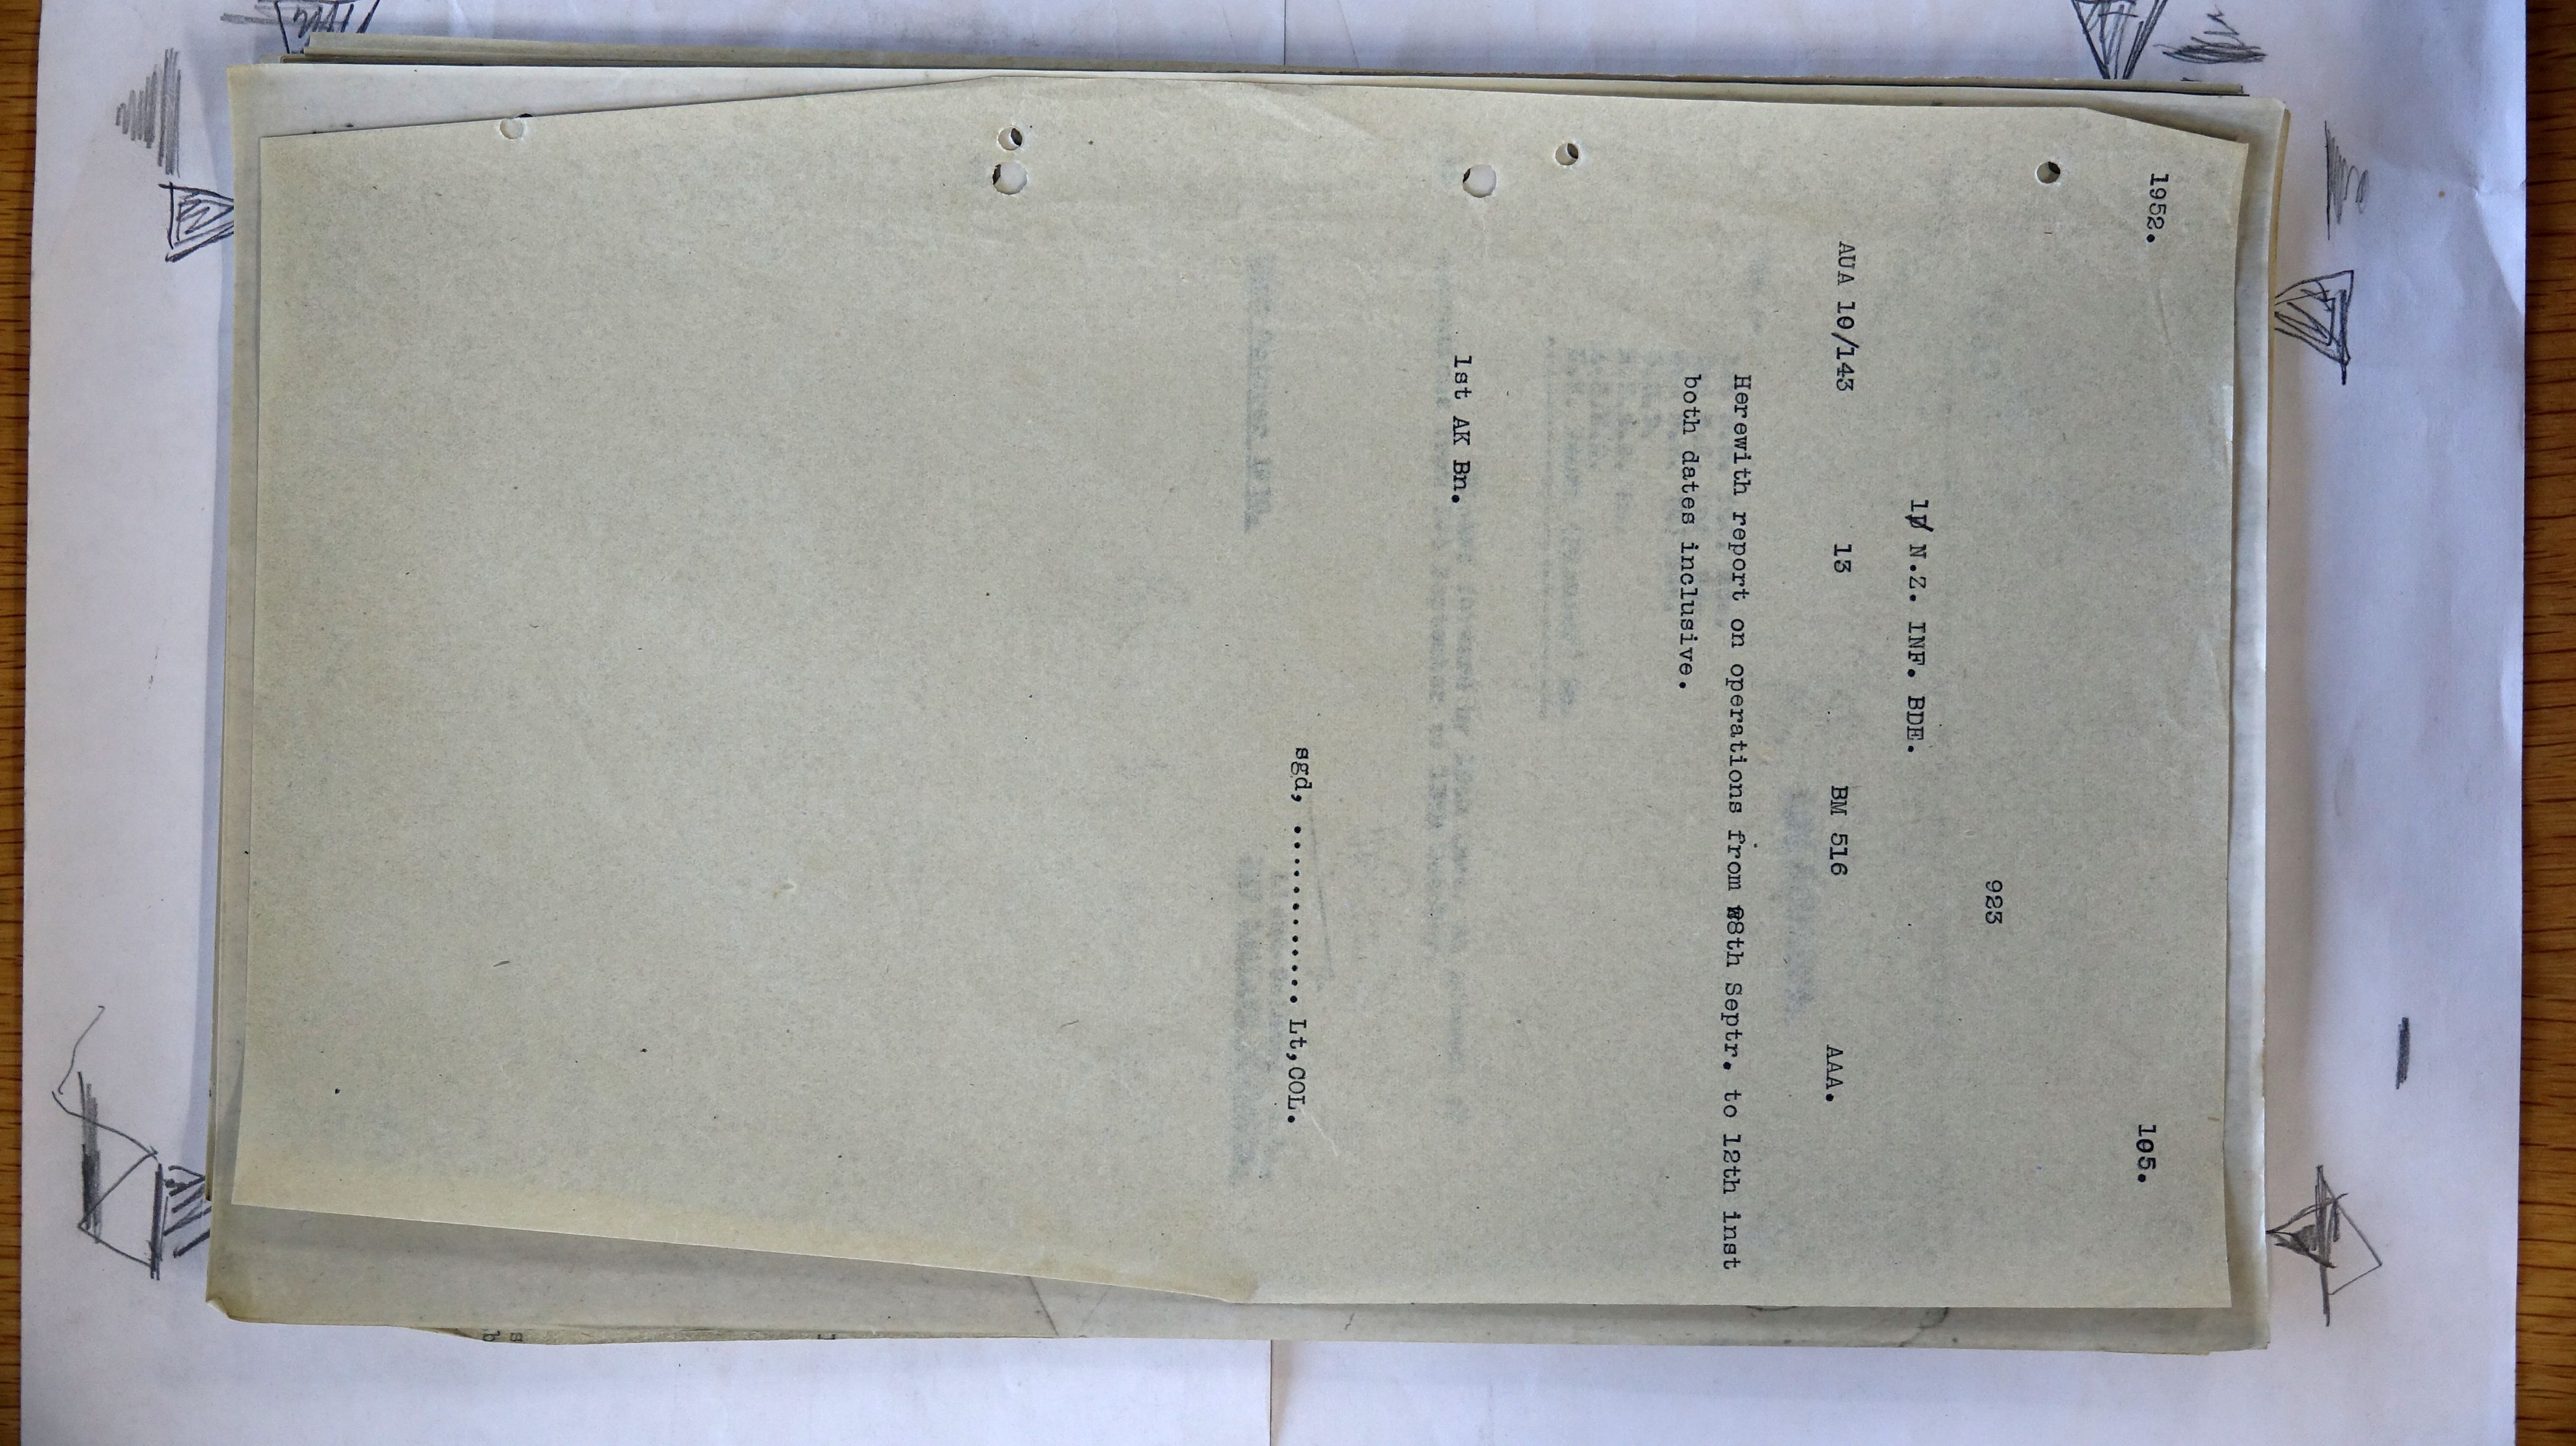 1952. 105.
923
1 N.Z. INF. BDE.
AUA 10/143 13 BM 516 AAA.
Herewith report on operations from 28th Septr. to 12th inst
both dates inclusive.
1st AK Bn.
sgd, ............... Lt,COL.